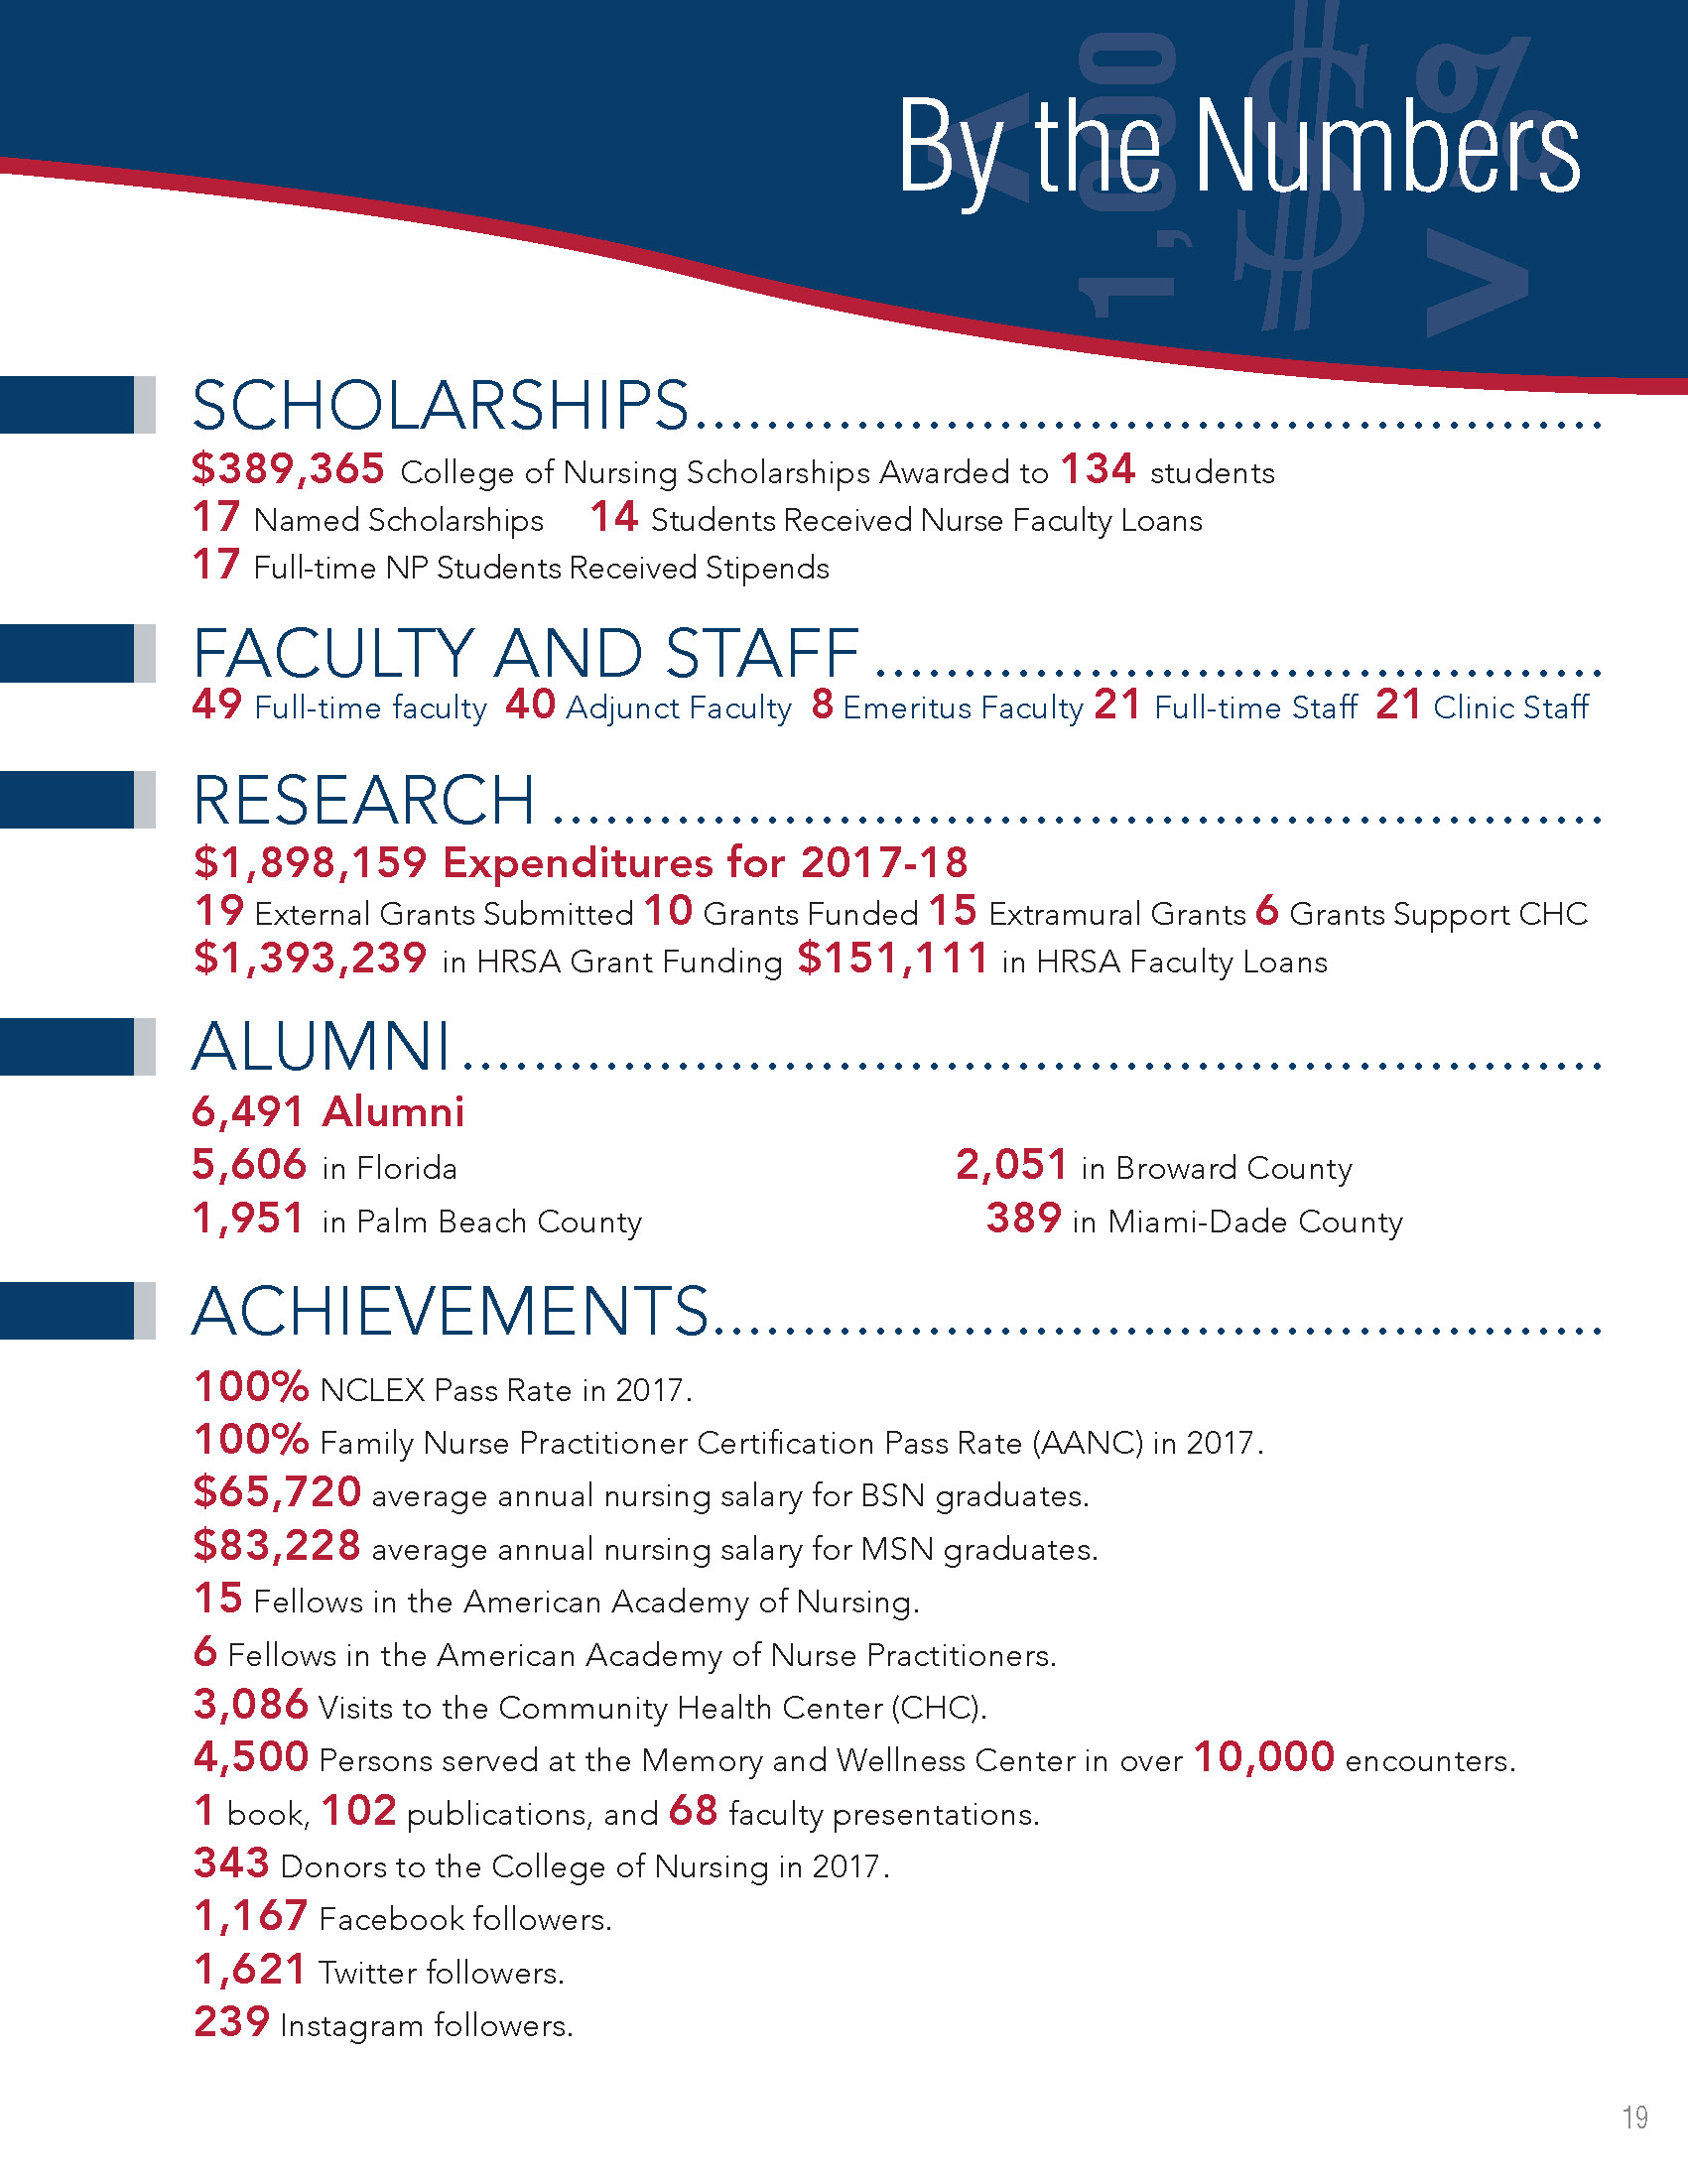 By the Numbers
1,000
$
%
>
<
SCHOLARSHIPS..................................................
$389,365 College of Nursing Scholarships Awarded to 134 students
17 Named Scholarships 14 Students Received Nurse Faculty Loans
17 Full-time NP Students Received Stipends
FACULTY AND STAFF ........................................
49 Full-time faculty 40 Adjunct Faculty 8 Emeritus Faculty 21 Full-time Staff 21 Clinic Staff
RESEARCH ..........................................................
$1,898,159 Expenditures for 2017-18
19 External Grants Submitted 10 Grants Funded 15 Extramural Grants 6 Grants Support CHC
$1,393,239 in HRSA Grant Funding $151,111 in HRSA Faculty Loans
ALUMNI ...............................................................
6,491 Alumni
5,606 in Florida 2,051 in Broward County
1,951 in Palm Beach County 389 in Miami-Dade County
ACHIEVEMENTS.................................................
100% NCLEX Pass Rate in 2017.
100% Family Nurse Practitioner Certification Pass Rate (AANC) in 2017.
$65,720 average annual nursing salary for BSN graduates.
$83,228 average annual nursing salary for MSN graduates.
15 Fellows in the American Academy of Nursing.
6 Fellows in the American Academy of Nurse Practitioners.
3,086 Visits to the Community Health Center (CHC).
4,500 Persons served at the Memory and Wellness Center in over 10,000 encounters.
1 book, 102 publications, and 68 faculty presentations.
343 Donors to the College of Nursing in 2017.
1,167 Facebook followers.
1,621 Twitter followers.
239 Instagram followers.
19